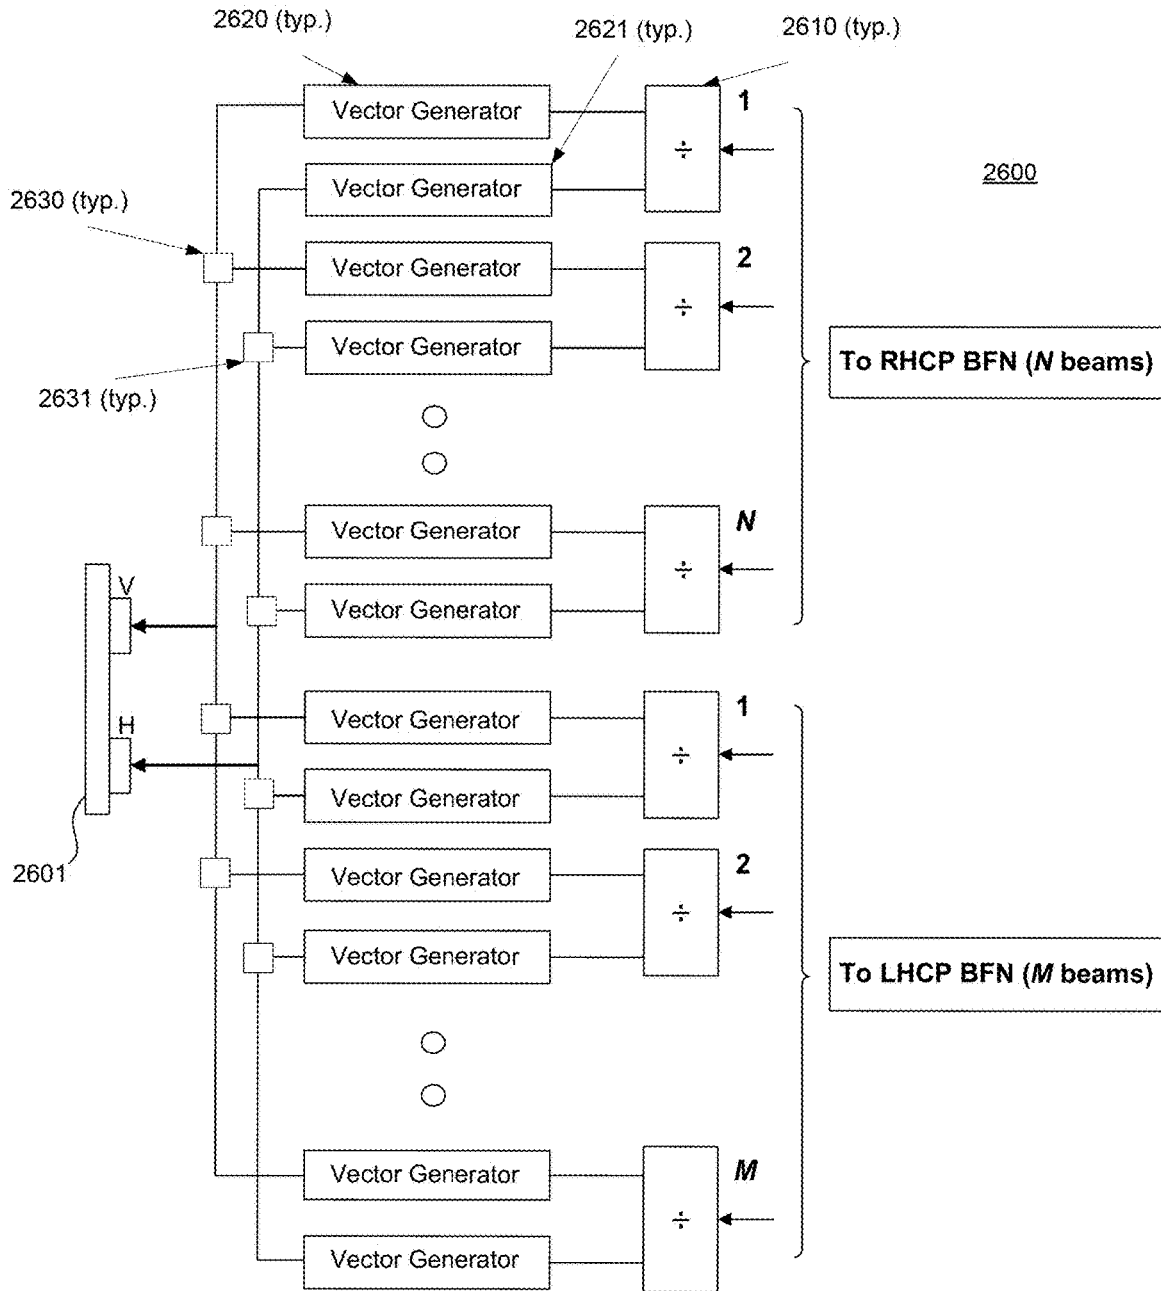 2620 (typ.)
2621 (typ.)
2610 (typ.)
Vector Generator
1
÷
Vector Generator
2600
2630 (typ.)
Vector Generator
2
÷
Vector Generator
To RHCP BFN (N beams)
2631 (typ.)
Vector Generator
N
÷
V
Vector Generator
Vector Generator
1
H
÷
Vector Generator
2601
Vector Generator
2
÷
Vector Generator
To LHCP BFN (M beams)
Vector Generator
M
÷
Vector Generator